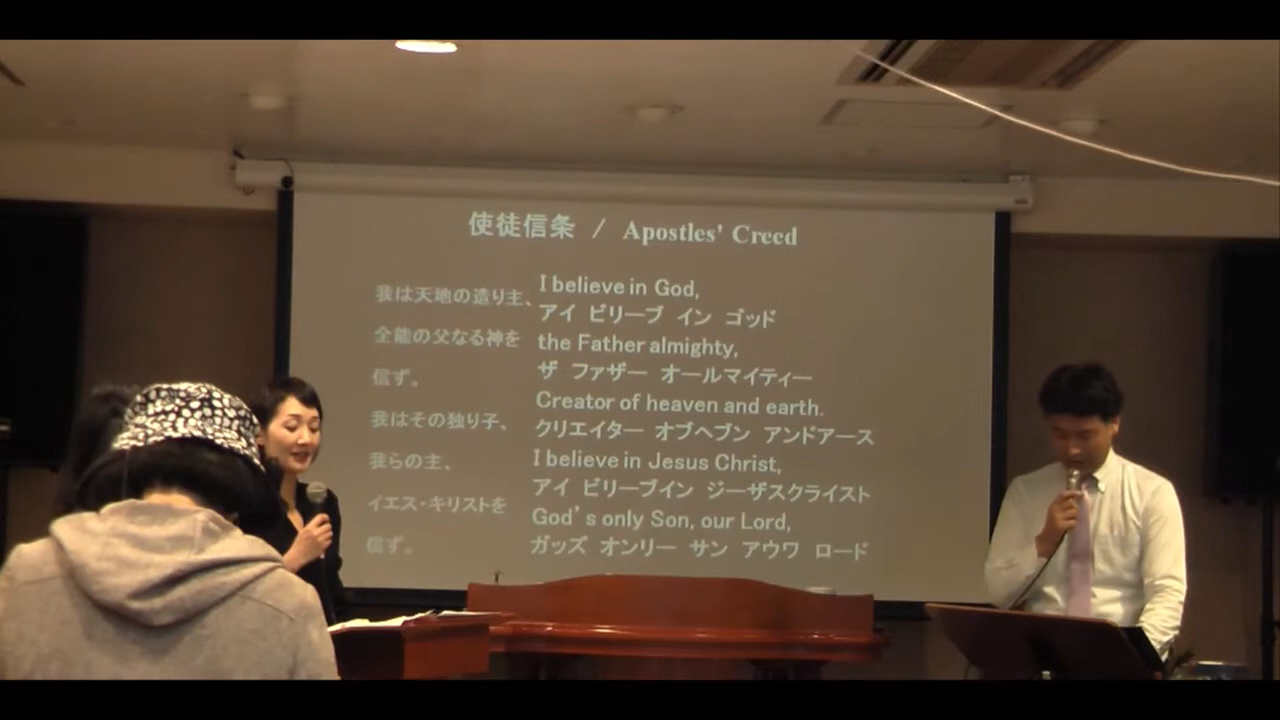 使徒信条 / Apostles' Creed
我は天地の造り主、
全能の父なる神を
信ず。
我はその独り子、
我らの主、
イエス・キリストを
信ず。
I believe in God,
アイ ビリーブ イン ゴッド
the Father almighty,
ザ ファザー オールマイティー
Creator of heaven and earth.
クリエイター オブヘブン アンドアース
I believe in Jesus Christ,
アイ ビリーブイン ジーザスクライスト
God's only Son, our Lord,
ガッズ オンリー サン アウワ ロード